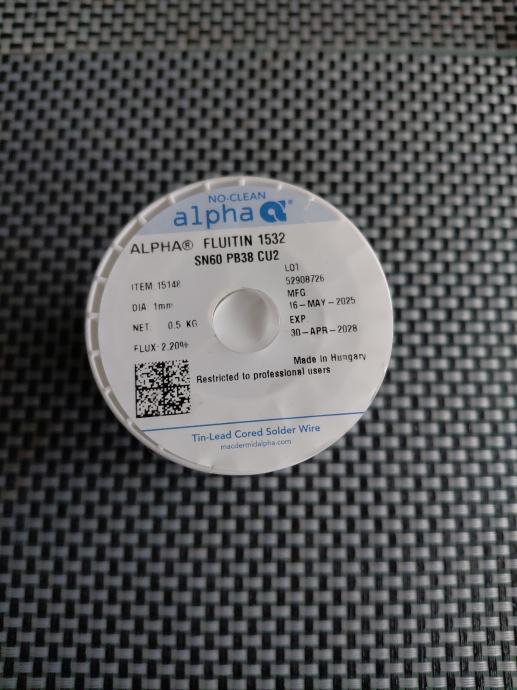 NO-CLEAN
alpha
ALPHA® FLUITIN 1532
SN60 PB38 CU2
ITEM: 15148
DIA: 1mm
NET: 0.5 KG
FLUX: 2.20%
LOT
52908726
MFG
16-MAY-2025
EXP
30-APR-2028
Made in Hungary
Restricted to professional users
Tin-Lead Cored Solder Wire
macdermidalpha.com